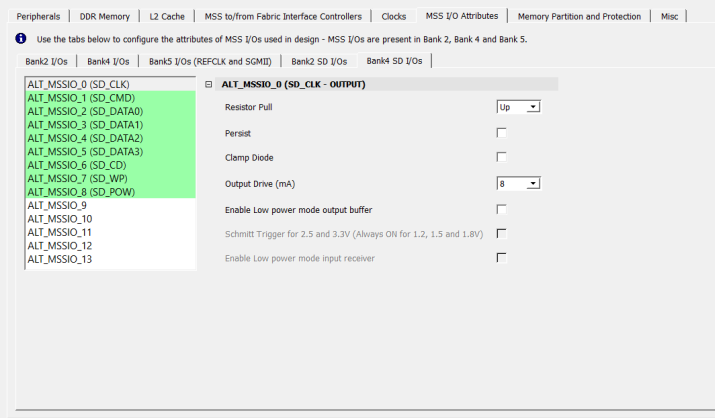 Peripherals DDR Memory L2 Cache MSS to/from Fabric Interface Controllers Clocks MSS I/O Attributes Memory Partition and Protection Misc
Use the tabs below to configure the attributes of MSS I/Os used in design - MSS I/Os are present in Bank 2, Bank 4 and Bank 5.
Bank2 I/Os Bank4 I/Os Bank5 I/Os (REFCLK and SGMII) Bank2 SD I/Os Bank4 SD I/Os
ALT_MSSIO_0 (SD_CLK)
ALT_MSSIO_1 (SD_CMD)
ALT_MSSIO_2 (SD_DATA0)
ALT_MSSIO_3 (SD_DATA1)
ALT_MSSIO_4 (SD_DATA2)
ALT_MSSIO_5 (SD_DATA3)
ALT_MSSIO_6 (SD_CD)
ALT_MSSIO_7 (SD_WP)
ALT_MSSIO_8 (SD_POW)
ALT_MSSIO_9
ALT_MSSIO_10
ALT_MSSIO_11
ALT_MSSIO_12
ALT_MSSIO_13
ALT_MSSIO_0 (SD_CLK - OUTPUT)
Resistor Pull Up
Persist
Clamp Diode
Output Drive (mA) 8
Enable Low power mode output buffer
Schmitt Trigger for 2.5 and 3.3V (Always ON for 1.2, 1.5 and 1.8V)
Enable Low power mode input receiver